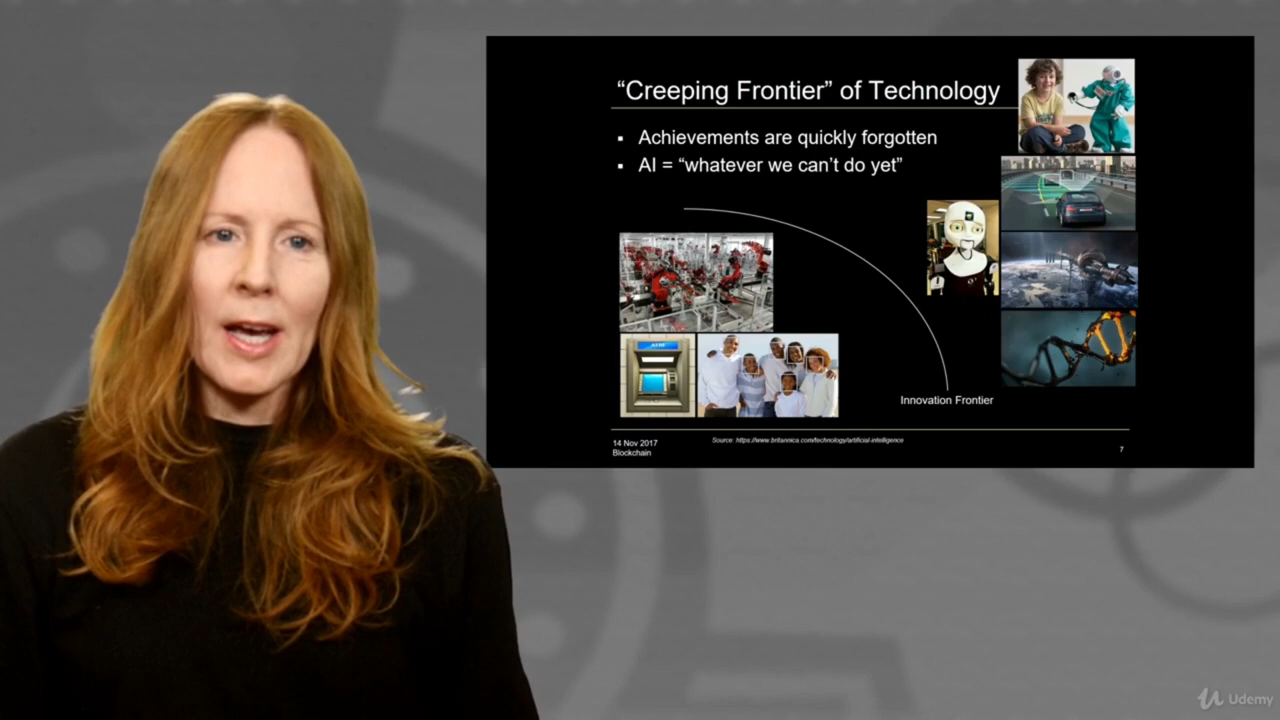 “Creeping Frontier” of Technology
▪ Achievements are quickly forgotten
▪ AI = “whatever we can’t do yet”
Innovation Frontier
14 Nov 2017
Blockchain
Source: https://www.britannica.com/technology/artificial-intelligence
7
Udemy